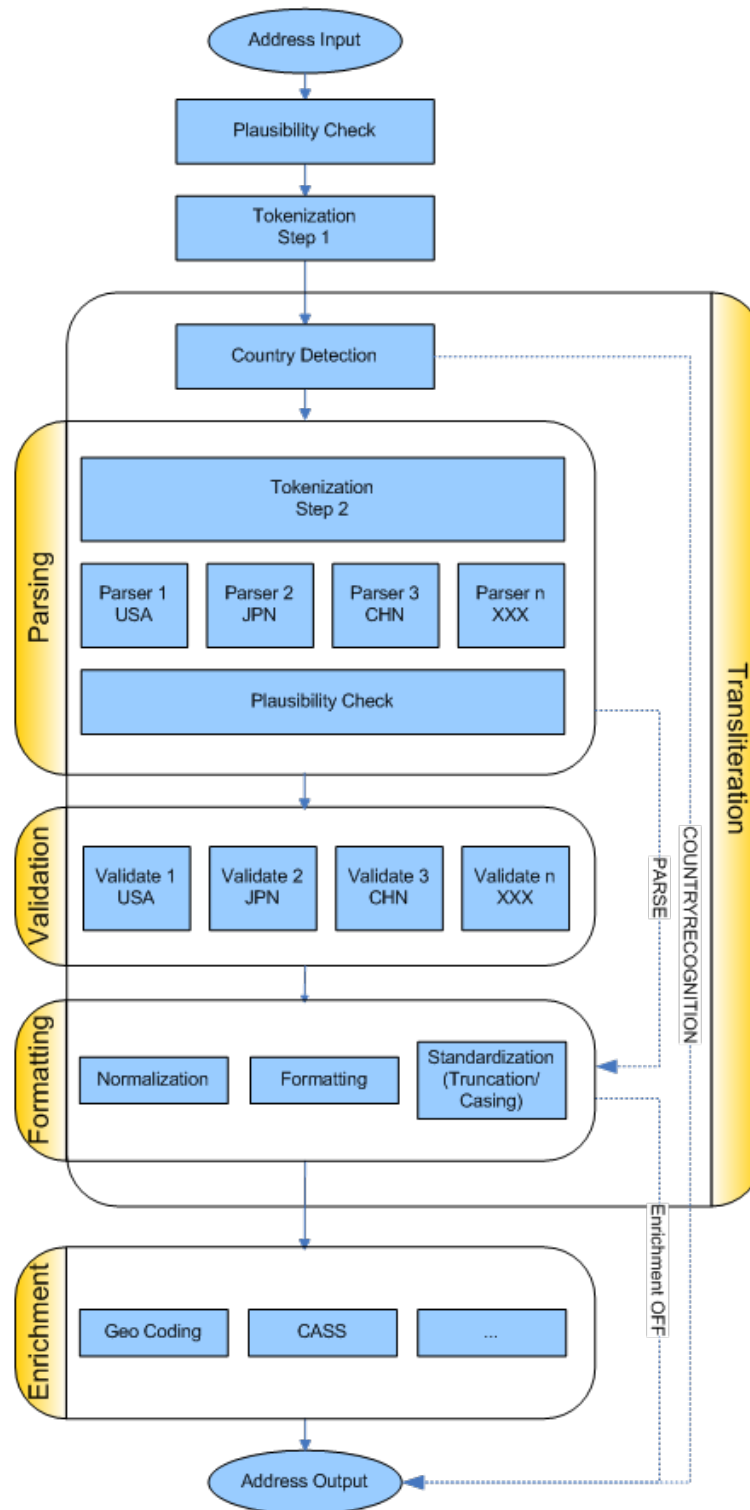 Address Input
Plausibility Check
Tokenization
Step 1
Country Detection
Parsing
Tokenization
Step 2
Parser 1
USA
Parser 2
JPN
Parser 3
CHN
Parser n
XXX
Plausibility Check
Transliteration
COUNTRYRECOGNITION
PARSE
Validation
Validate 1
USA
Validate 2
JPN
Validate 3
CHN
Validate n
XXX
Formatting
Normalization
Formatting
Standardization
(Truncation/
Casing)
Enrichment OFF
Enrichment
Geo Coding
CASS
...
Address Output